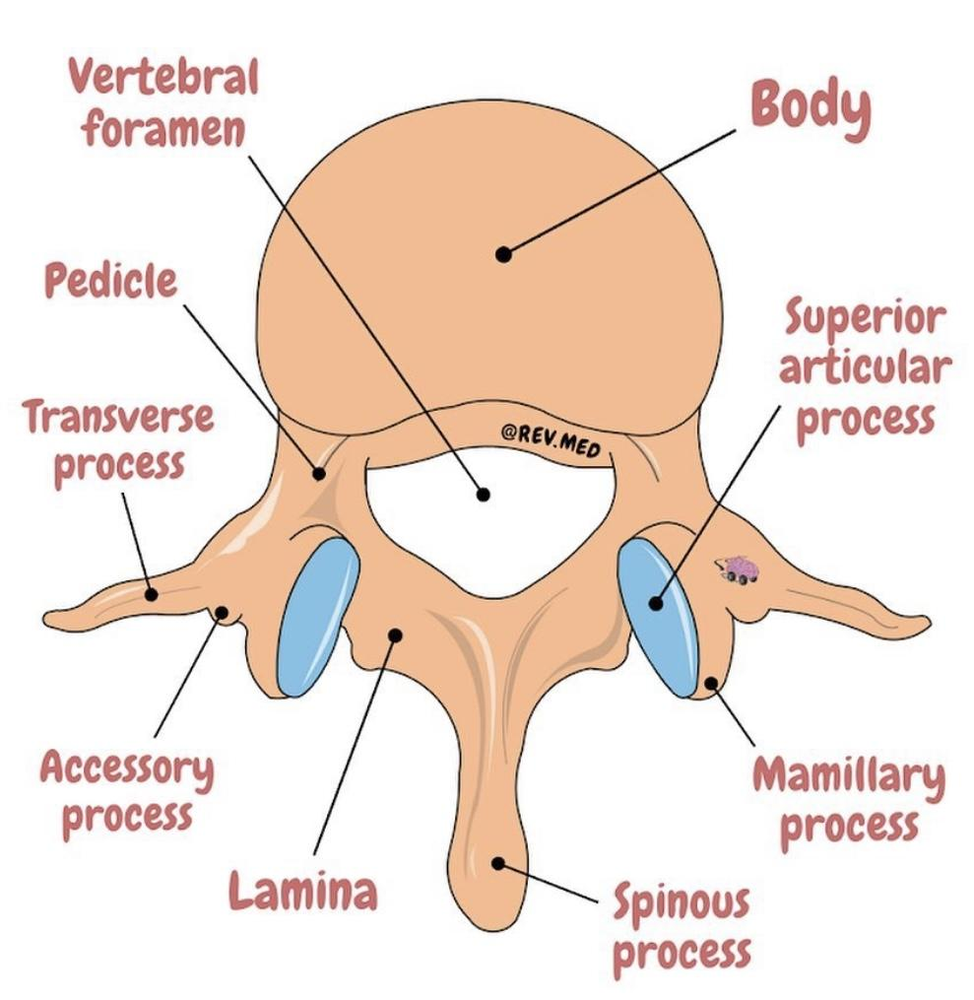 Vertebral
foramen
Body
Pedicle
Superior
articular
process
Transverse
process
@REV.MED
Accessory
process
Mamillary
process
Lamina
Spinous
process